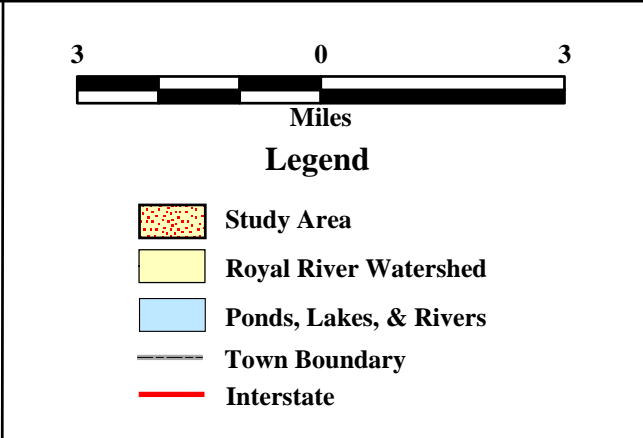 3 0 3
Miles
Legend
Study Area
Royal River Watershed
Ponds, Lakes, & Rivers
Town Boundary
Interstate